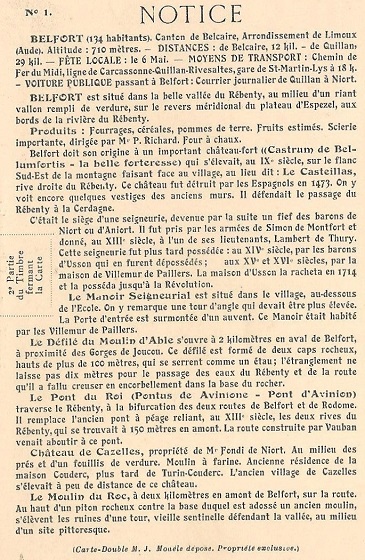 No 1.
NOTICE
BELFORT (134 habitants). Canton de Belcaire, Arrondissement de Limoux
(Aude). Altitude : 710 mètres. — DISTANCES : de Belcaire, 12 kil. - de Quillan,
29 kil. — FÊTE LOCALE : le 6 Mai. — MOYENS DE TRANSPORT : Chemin de
Fer du Midi, ligne de Carcassonne-Quillan-Rivesaltes, gare de St-Martin-Lys à 18 k.
- VOITURE PUBLIQUE passant à Belfort : Courrier journalier de Quillan à Niort.
BELFORT est situé dans la belle vallée du Rébenty, au milieu d'un riant
vallon rempli de verdure, sur le revers méridional du plateau d'Espezel, aux
bords de la rivière du Rébenty.
Produits : Fourrages, céréales, pommes de terre. Fruits estimés. Scierie
importante, dirigée par Mr P. Richard. Four à chaux.
Belfort doit son origine à un important château-fort «Castrum de Bel-
lumfortis - la belle forteresse» qui s'élevait, au IXe siècle, sur le flanc
Sud-Est de la montagne faisant face au village, au lieu dit : Le Casteillas,
rive droite du Rébenty. Ce château fut détruit par les Espagnols en 1473. On y
voit encore quelques vestiges des anciens murs. Il défendait le passage du
Rébenty à la Cerdagne.
C'était le siège d'une seigneurie, devenue par la suite un fief des barons de
Niort ou d'Aniort. Il fut pris par les armées de Simon de Montfort et
donné, au XIIIe siècle, à l'un de ses lieutenants, Lambert de Thury.
Cette seigneurie fut plus tard possédée : au XIVe siècle, par les barons
d'Usson qui en furent dépossédés ; aux XVe et XVIe siècles, par la
maison de Villemur de Paillers. La maison d'Usson la racheta en 1714
et la posséda jusqu'à la Révolution.
2e Partie
du Timbre
fermant
la Carte
Le Manoir Seigneurial est situé dans le village, au-dessous
de l'Ecole. On y remarque une tour d'angle qui devait être plus élevée.
La Porte d'entrée est surmontée d'un auvent. Ce Manoir était habité
par les Villemur de Paillers.
Le Défilé du Moulin d'Able s'ouvre à 2 kilomètres en aval de Belfort,
à proximité des Gorges de Joucou. Ce défilé est formé de deux caps rocheux,
hauts de plus de 100 mètres, qui se serrent comme un étau ; l'étranglement ne
laisse pas dix mètres pour le passage des eaux du Rébenty et de la route
qu'il a fallu creuser en encorbellement dans la base du rocher.
Le Pont du Roi (Pontus de Avinione - Pont d'Avinion)
traverse le Rébenty, à la bifurcation des deux routes de Belfort et de Rodome.
Il remplace l'ancien pont à péage reliant, au XIIIe siècle, les deux rives du
Rébenty, qui se trouvait à 150 mètres en amont. La route construite par Vauban
venait aboutir à ce pont.
Château de Cazelles, propriété de Mr Fondi de Niort. Au milieu des
prés et d'un fouillis de verdure. Moulin à farine. Ancienne résidence de la
maison Couderc, plus tard de Turin-Couderc. L'ancien village de Cazelles
s'élevait à peu de distance de ce château.
Le Moulin du Roc, à deux kilomètres en amont de Belfort, sur la route.
Au haut d'un piton rocheux contre la base duquel est adossé un ancien moulin,
s'élèvent les ruines d'une tour, vieille sentinelle défendant la vallée, au milieu
d'un site pittoresque.
(Carte-Double M. J. Modèle déposé. Propriété exclusive.)